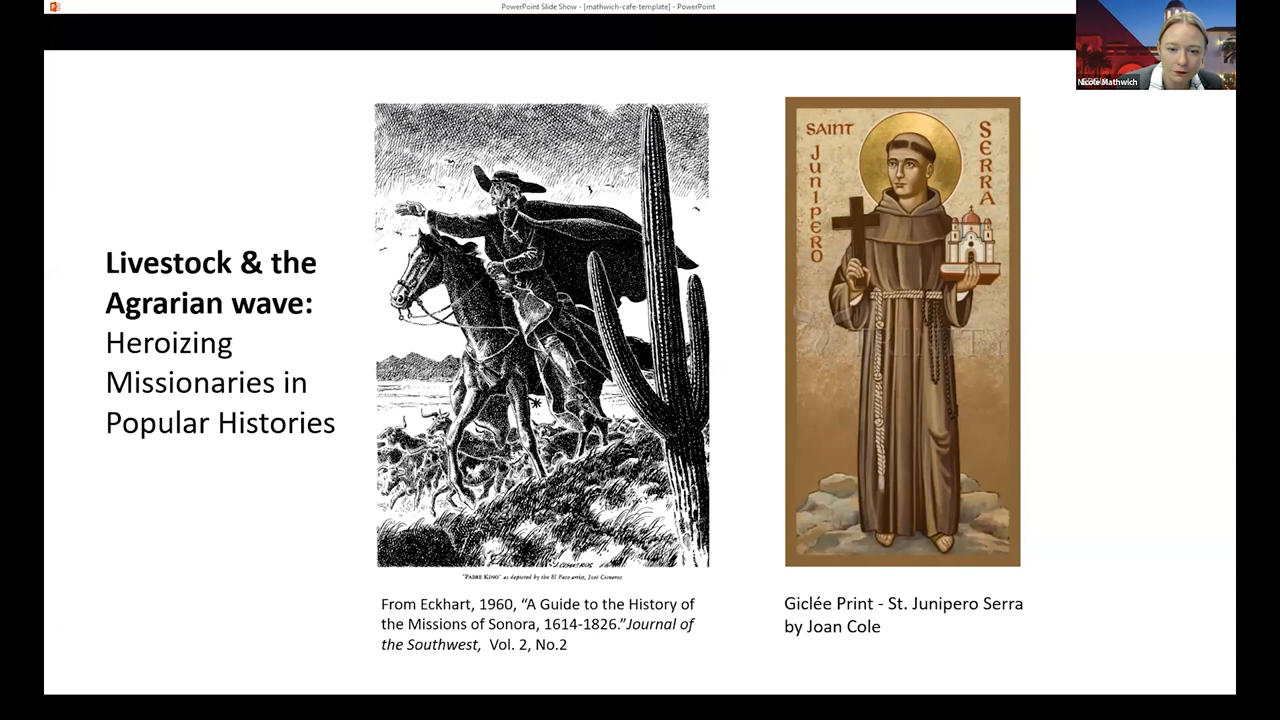 PowerPoint Slide Show - [mathwich-cafe-template] - PowerPoint
Nicole Mathwich
Livestock & the
Agrarian wave:
Heroizing
Missionaries in
Popular Histories
J. CISNEROS
"PADRE KINO" as depicted by the El Paso artist, José Cisneros
From Eckhart, 1960, “A Guide to the History of
the Missions of Sonora, 1614-1826.”Journal of
the Southwest, Vol. 2, No.2
SAINT
JUNIPERO
SERRA
TRINITY
Giclée Print - St. Junipero Serra
by Joan Cole